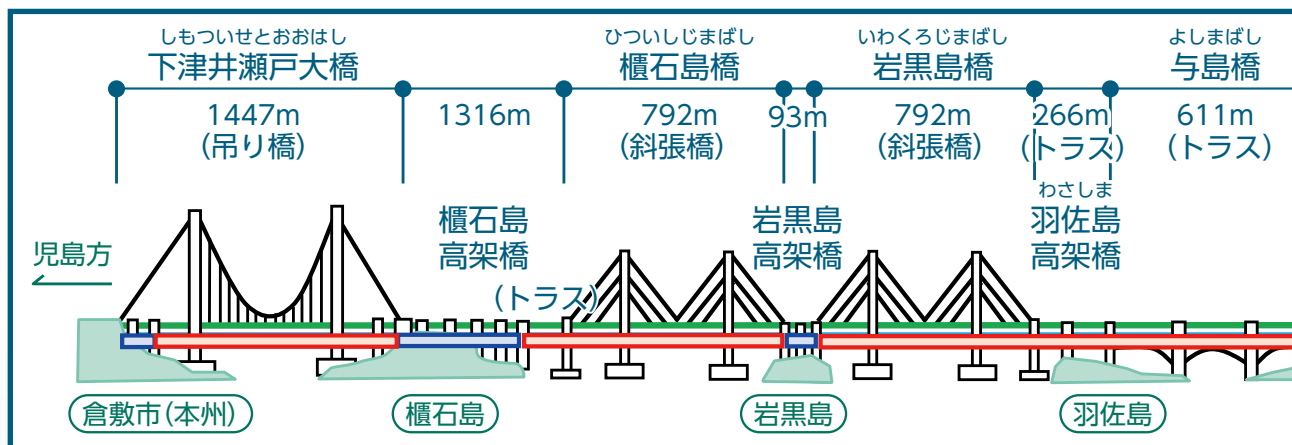 しもついせとおおはし
下津井瀬戸大橋
1447m
(吊り橋)
1316m
櫃石島
高架橋
(トラス)
ひついしじまばし
櫃石島橋
792m
(斜張橋)
93m
岩黒島
高架橋
いわくろじまばし
岩黒島橋
792m
(斜張橋)
266m
(トラス)
わさしま
羽佐島
高架橋
よしまばし
与島橋
611m
(トラス)
児島方
倉敷市(本州)
櫃石島
岩黒島
羽佐島